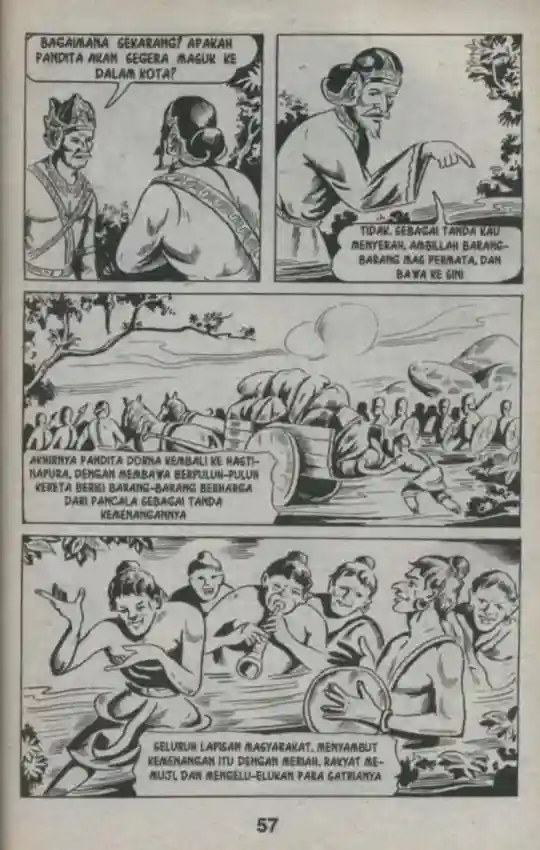 BAGAIMANA SEKARANG? APAKAH
PANDITA AKAN SEGERA MASUK KE
DALAM KOTA?
TIDAK. SEBAGAI TANDA KAU
MENYERAH, AMBILLAH BARANG-
BARANG MAS PERMATA, DAN
BAWA KE SINI
AKHIRNYA PANDITA DORNA KEMBALI KE HASTI-
NAPURA, DENGAN MEMBAWA BERPULUH-PULUH
KERETA BERISI BARANG-BARANG BERHARGA
DARI PANCALA SEBAGAI TANDA
KEMENANGANNYA
SELURUH LAPISAN MASYARAKAT, MENYAMBUT
KEMENANGAN ITU DENGAN MERIAH. RAKYAT ME-
MUJI, DAN MENGELU-ELUKAN PARA SATRIANYA
57